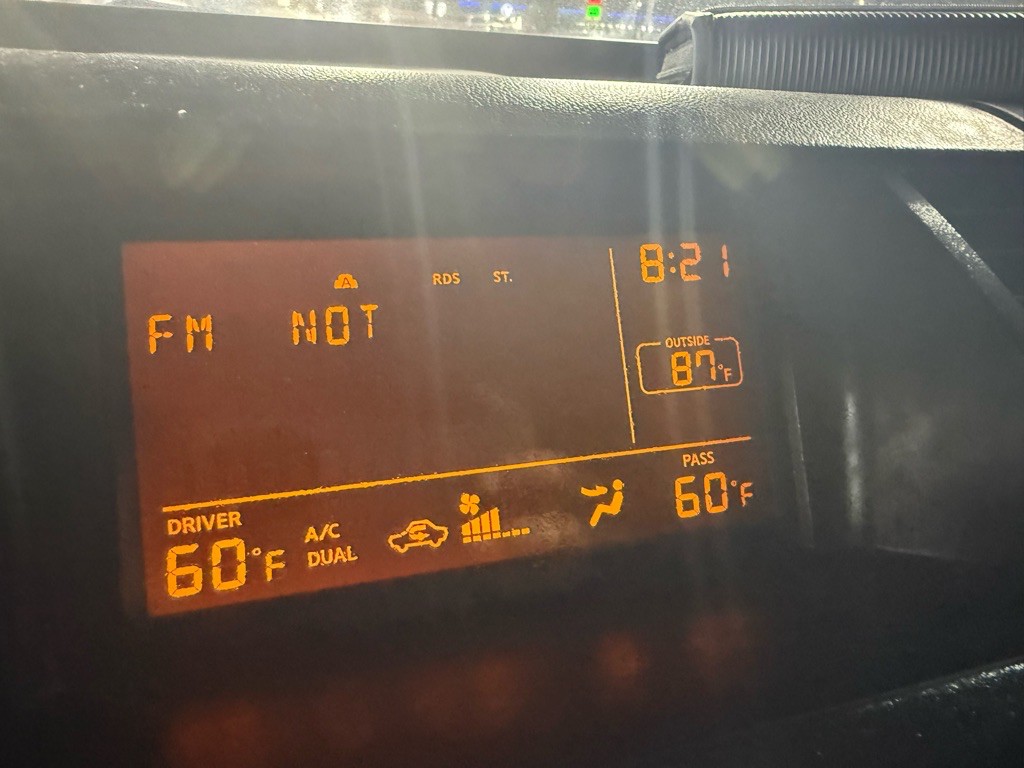 A RDS ST. 8:21
FM NOT
OUTSIDE
87°F
PASS
60°F
DRIVER
60°F
A/C
DUAL